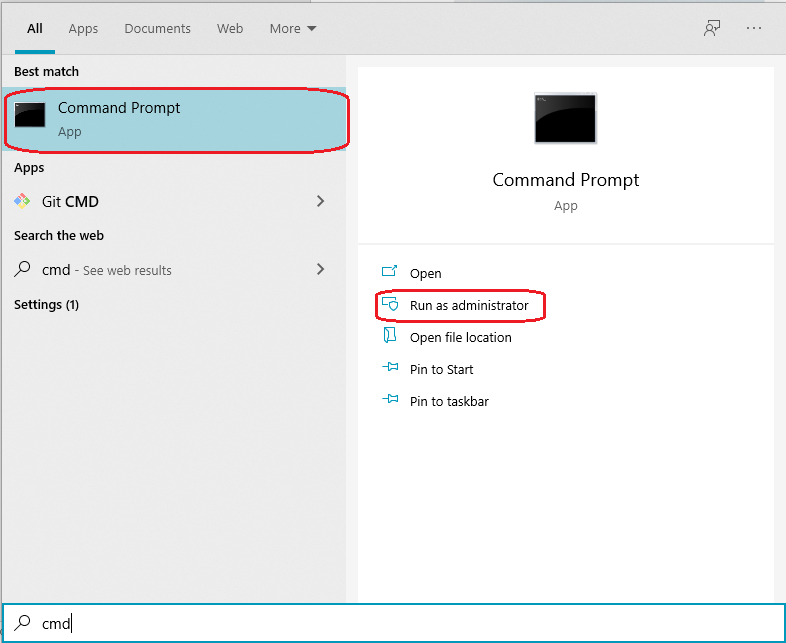 All Apps Documents Web More
Best match
Command Prompt
App
Apps
Git CMD
Search the web
cmd - See web results
Settings (1)
Command Prompt
App
Open
Run as administrator
Open file location
Pin to Start
Pin to taskbar
cmd